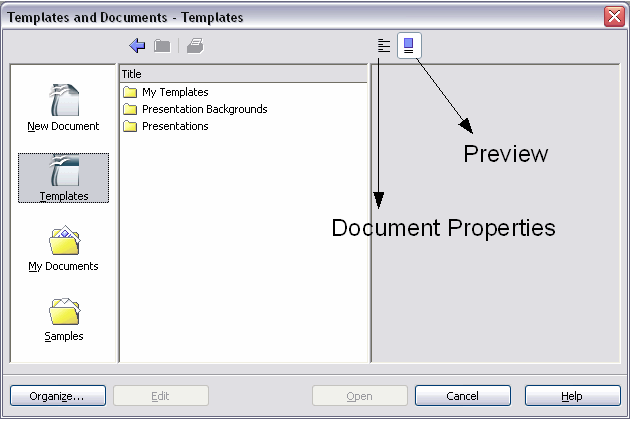 Templates and Documents - Templates
Title
New Document
Templates
My Documents
Samples
My Templates
Presentation Backgrounds
Presentations
Preview
Document Properties
Organize...
Edit
Open
Cancel
Help